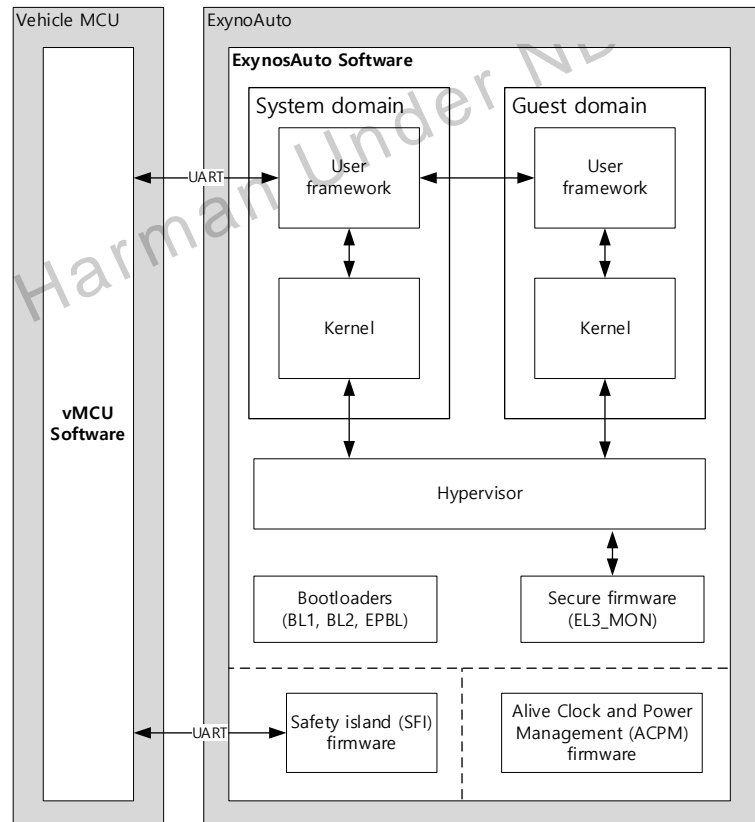 Vehicle MCU
ExynoAuto
ExynosAuto Software
System domain
Guest domain
User
framework
User
framework
UART
Kernel
Kernel
vMCU
Software
Hypervisor
Bootloaders
(BL1, BL2, EPBL)
Secure firmware
(EL3_MON)
Safety island (SFI)
firmware
UART
Alive Clock and Power
Management (ACPM)
firmware
Harman Under